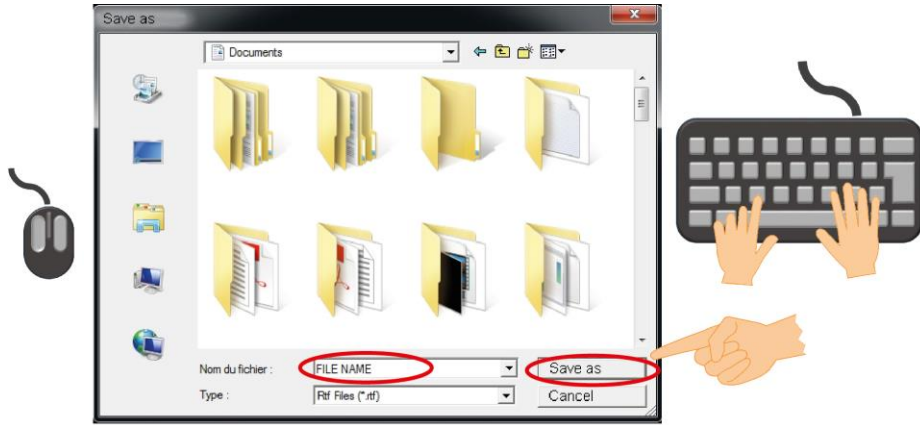 Save as
Documents
Nom du fichier :
FILE NAME
Save as
Type :
Rtf Files (*.rtf)
Cancel